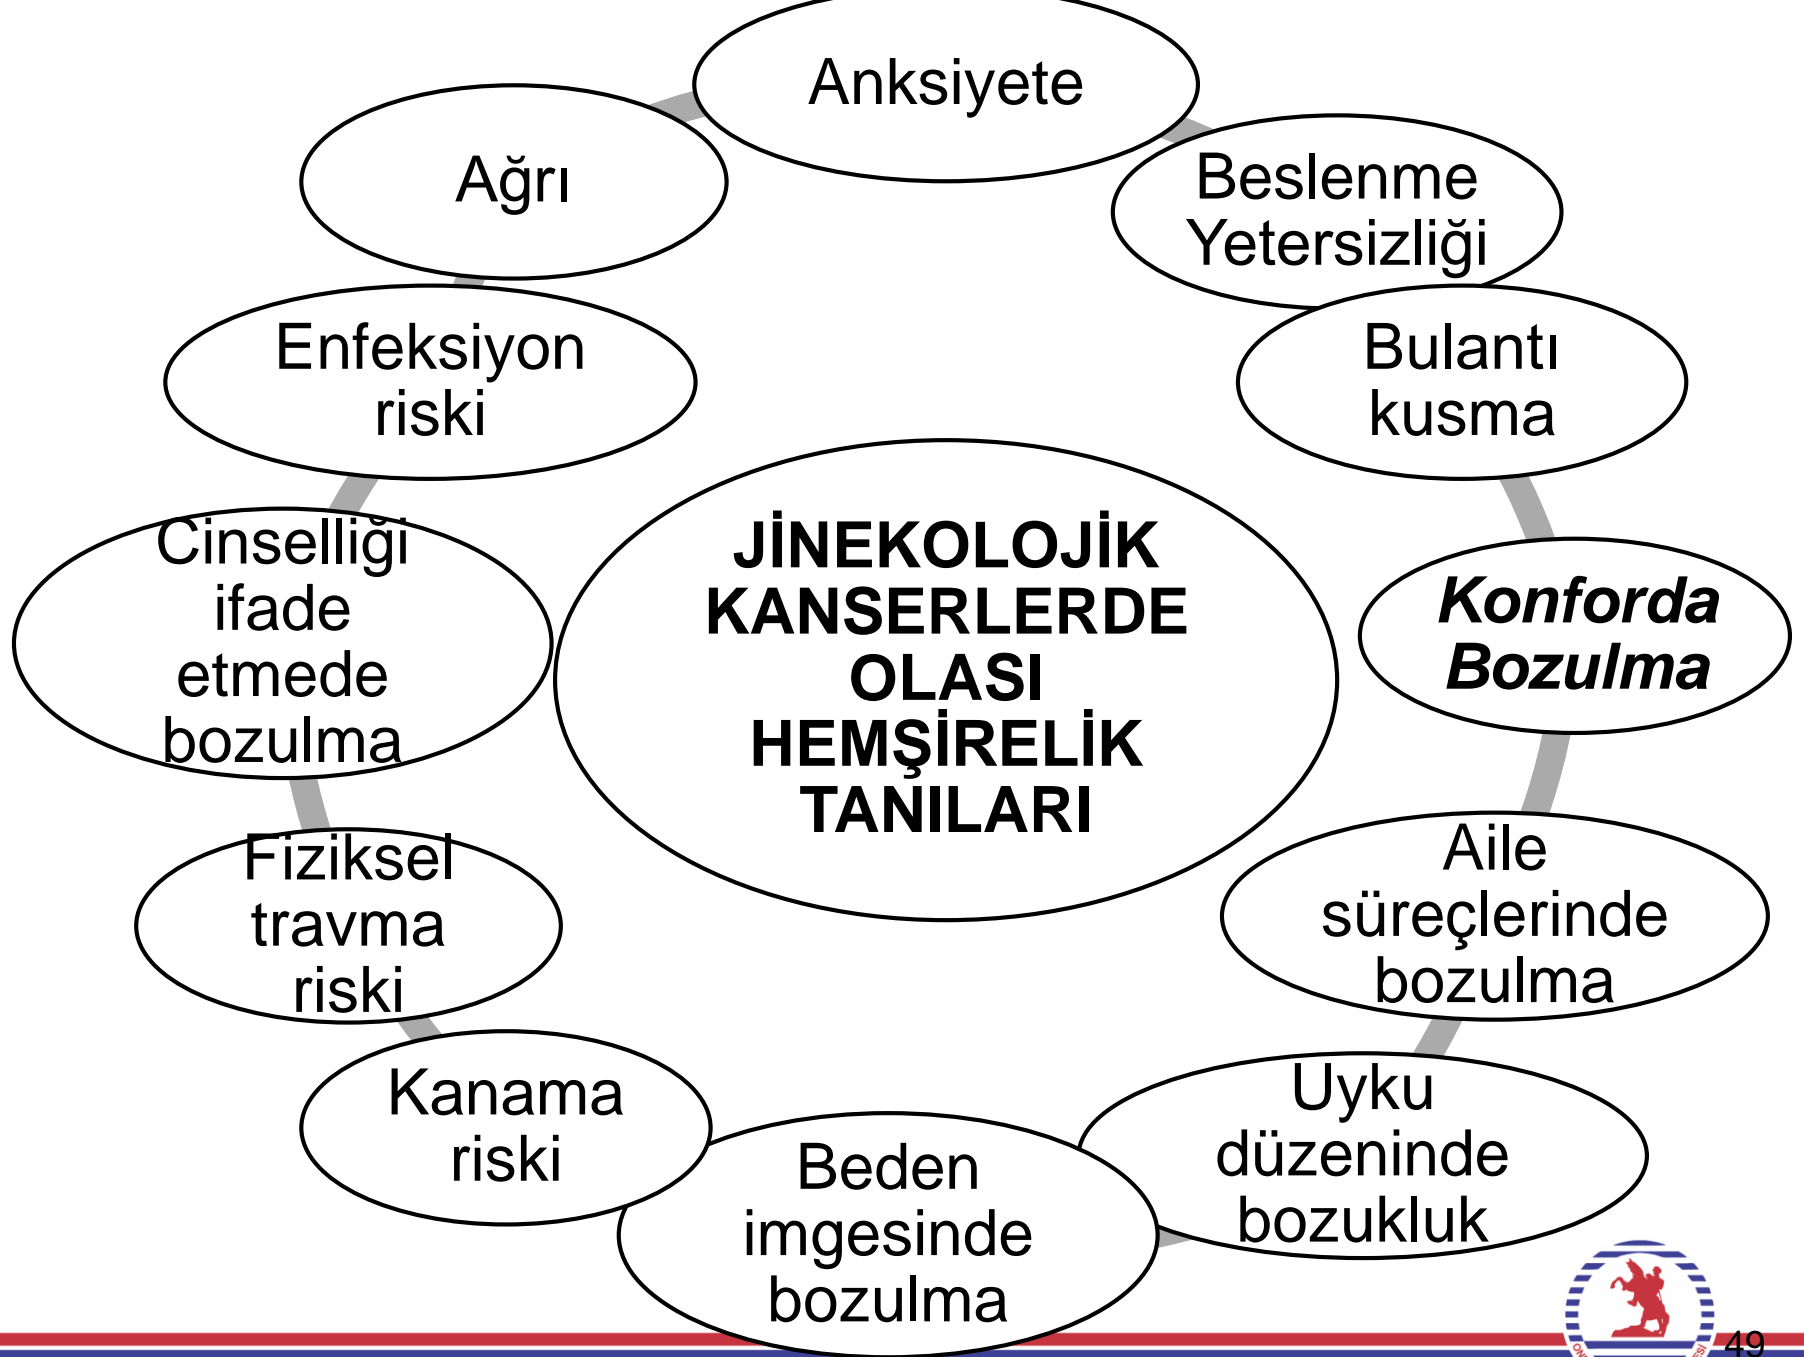 Anksiyete
Beslenme
Yetersizliği
Bulantı
kusma
Konforda
Bozulma
Aile
süreçlerinde
bozulma
Uyku
düzeninde
bozukluk
Beden
imgesinde
bozulma
Kanama
riski
Fiziksel
travma
riski
Cinselliği
ifade
etmede
bozulma
Enfeksiyon
riski
Ağrı
JİNEKOLOJİK
KANSERLERDE
OLASI
HEMŞİRELİK
TANILARI
49